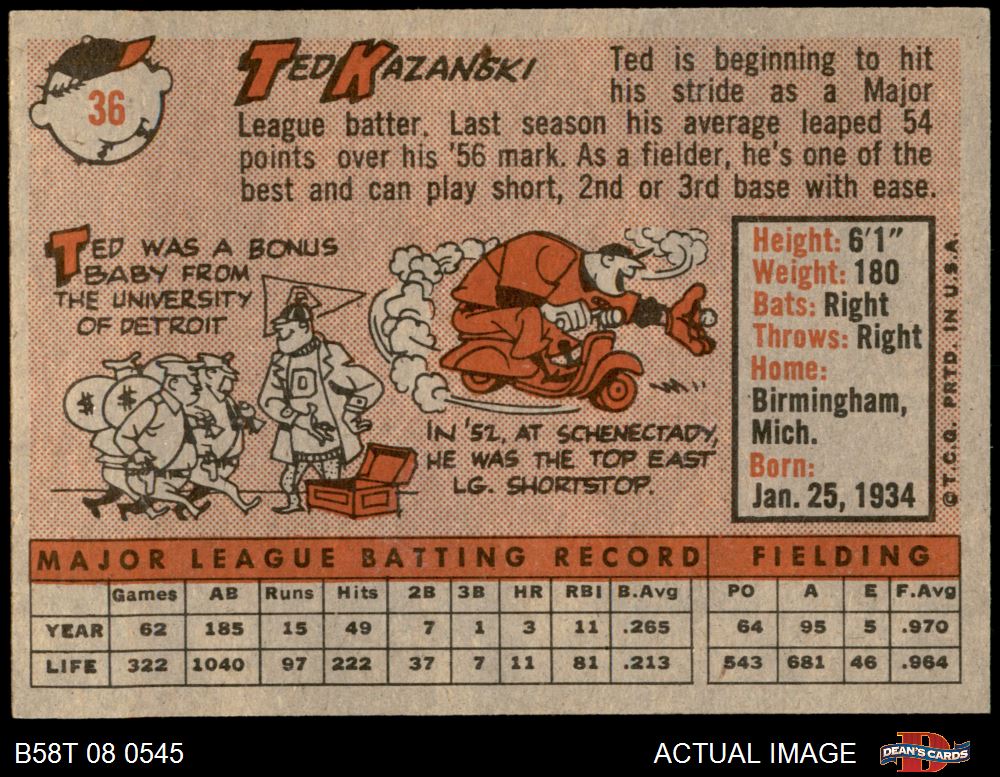 36
TED KAZANSKI
Ted is beginning to hit
his stride as a Major
League batter. Last season his average leaped 54
points over his '56 mark. As a fielder, he's one of the
best and can play short, 2nd or 3rd base with ease.
TED WAS A BONUS
BABY FROM
THE UNIVERSITY
OF DETROIT
$ $
D
IN '52, AT SCHENECTADY,
HE WAS THE TOP EAST
LG. SHORTSTOP.
Height: 6'1"
Weight: 180
Bats: Right
Throws: Right
Home:
Birmingham,
Mich.
Born:
Jan. 25, 1934
© T.C.G. PRTD. IN U.S.A.
MAJOR LEAGUE BATTING RECORD FIELDING
Games AB Runs Hits 2B 3B HR RBI B.Avg PO A E F.Avg
YEAR 62 185 15 49 7 1 3 11 .265 64 95 5 .970
LIFE 322 1040 97 222 37 7 11 81 .213 543 681 46 .964
B58T 08 0545
ACTUAL IMAGE
D
DEAN'S CARDS